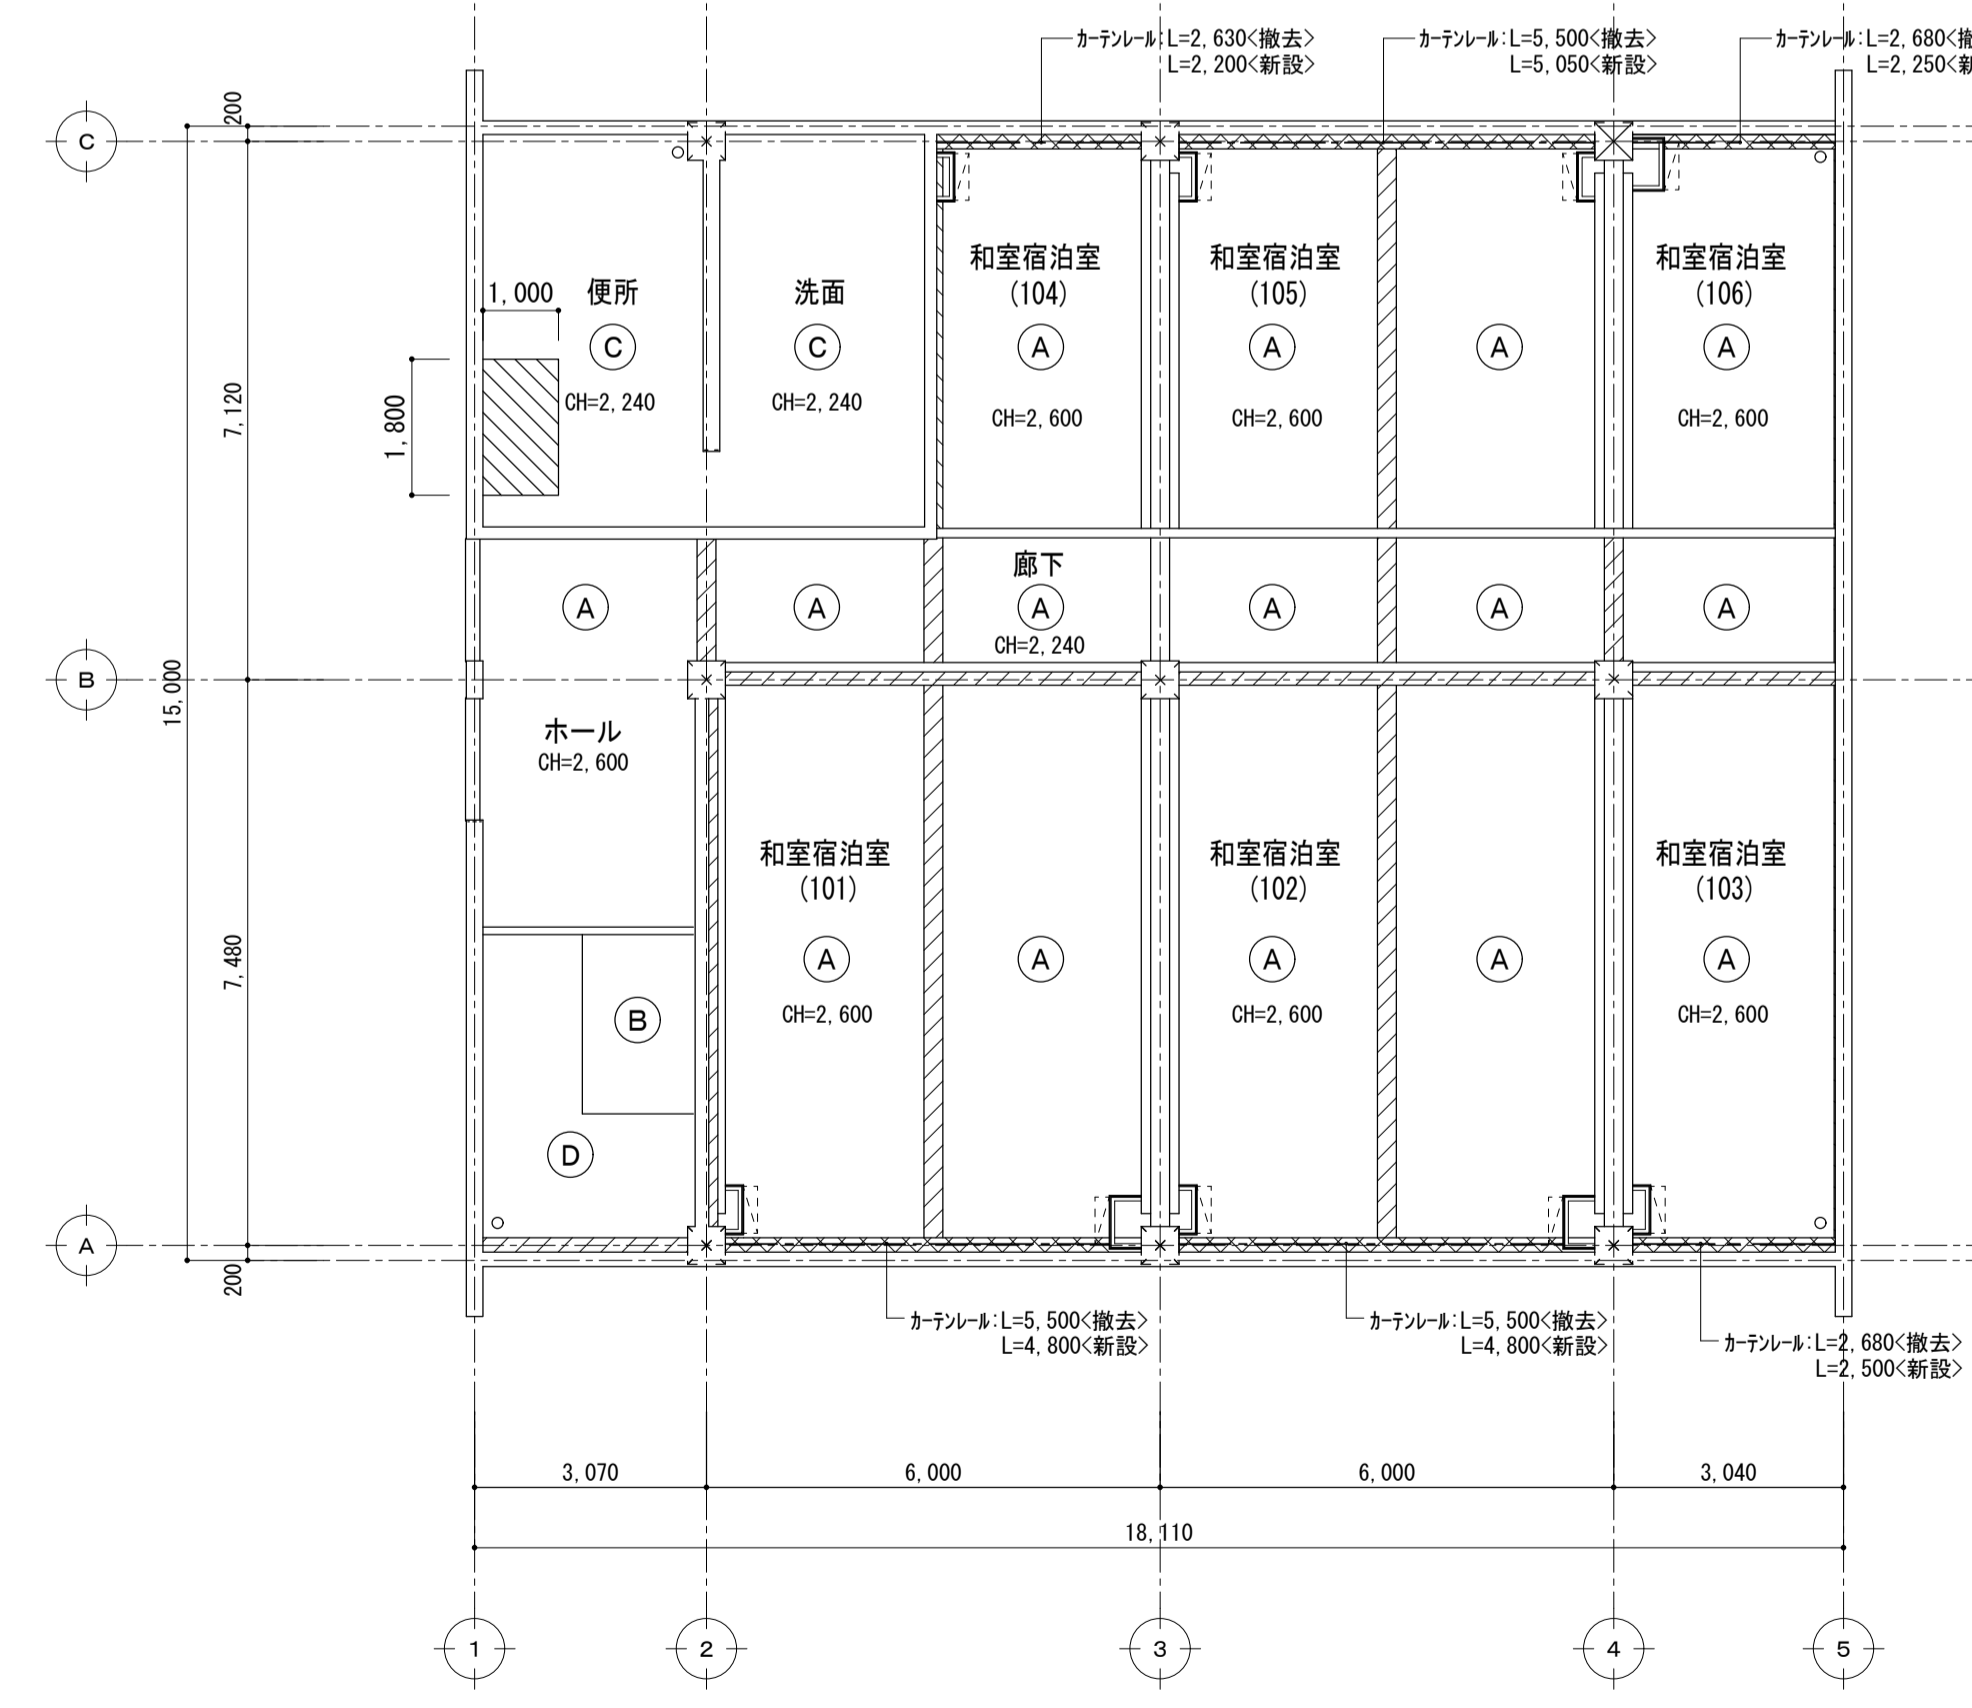 ｶｰﾃﾝﾚｰﾙ:L=2,630<撤去>
L=2,200<新設>
ｶｰﾃﾝﾚｰﾙ:L=5,500<撤去>
L=5,050<新設>
ｶｰﾃﾝﾚｰﾙ:L=2,680<撤
L=2,250<新
200
C
和室宿泊室
(104)
和室宿泊室
(105)
和室宿泊室
(106)
1,000
便所
洗面
C
C
A
A
A
A
7,120
1,800
CH=2,240
CH=2,240
CH=2,600
CH=2,600
CH=2,600
廊下
A
A
A
A
A
A
CH=2,240
15,000
B
ホール
CH=2,600
和室宿泊室
(101)
和室宿泊室
(102)
和室宿泊室
(103)
7,480
A
A
A
A
A
B
CH=2,600
CH=2,600
CH=2,600
D
A
200
ｶｰﾃﾝﾚｰﾙ:L=5,500<撤去>
L=4,800<新設>
ｶｰﾃﾝﾚｰﾙ:L=5,500<撤去>
L=4,800<新設>
ｶｰﾃﾝﾚｰﾙ:L=2,680<撤去>
L=2,500<新設>
3,070
6,000
6,000
3,040
18,110
1
2
3
4
5